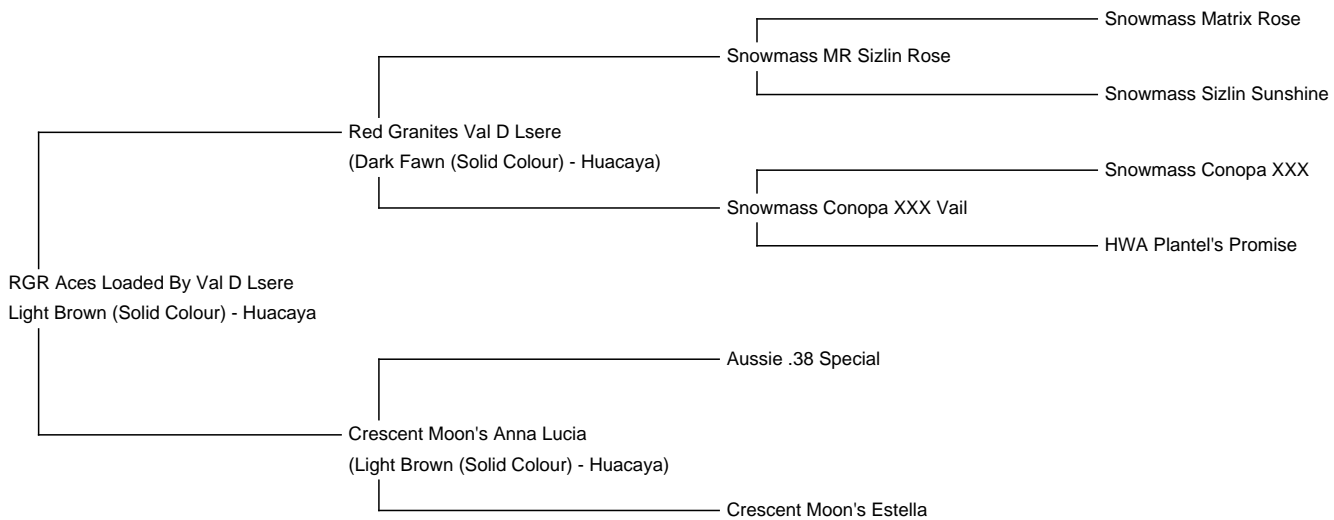 Snowmass Matrix Rose
Snowmass MR Sizlin Rose
Snowmass Sizlin Sunshine
Red Granites Val D Lsere
(Dark Fawn (Solid Colour) - Huacaya)
Snowmass Conopa XXX
Snowmass Conopa XXX Vail
HWA Plantel's Promise
RGR Aces Loaded By Val D Lsere
Light Brown (Solid Colour) - Huacaya
Aussie .38 Special
Crescent Moon's Anna Lucia
(Light Brown (Solid Colour) - Huacaya)
Crescent Moon's Estella